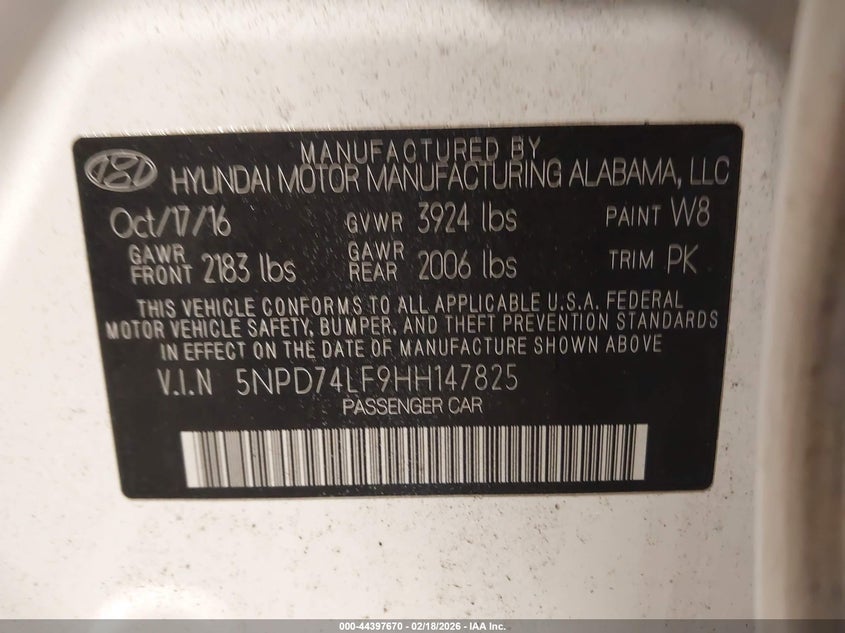 MANUFACTURED BY
HYUNDAI MOTOR MANUFACTURING ALABAMA, LLC
Oct/17/16 GVWR 3924 lbs PAINT W8
GAWR FRONT 2183 lbs GAWR REAR 2006 lbs TRIM PK
THIS VEHICLE CONFORMS TO ALL APPLICABLE U.S.A. FEDERAL
MOTOR VEHICLE SAFETY, BUMPER, AND THEFT PREVENTION STANDARDS
IN EFFECT ON THE DATE OF MANUFACTURE SHOWN ABOVE
V.I.N 5NPD74LF9HH147825
PASSENGER CAR
000-44397670 — 02/18/2026 — IAA Inc.